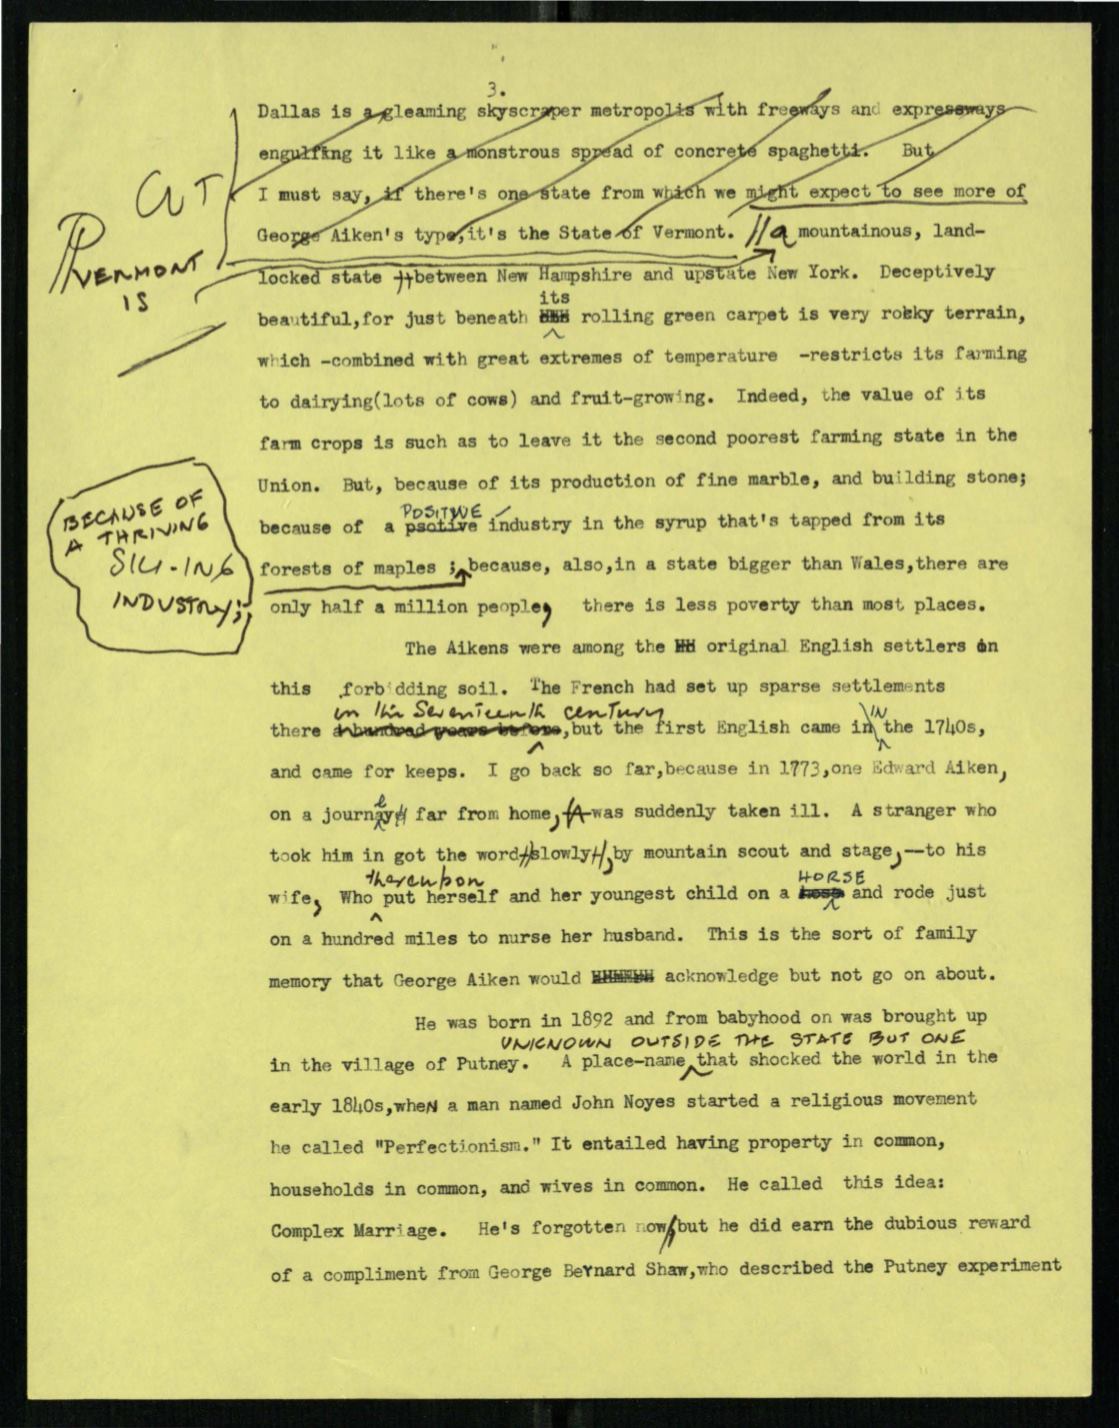 3.
Dallas is a gleaming skyscraper metropolis with freeways and expressways
engulfing it like a monstrous spread of concrete spaghetti. But
I must say, if there's one state from which we might expect to see more of
CUT
George Aiken's type, it's the State of Vermont. // a mountainous, land-
VERMONT
IS
locked state between New Hampshire and upstate New York. Deceptively
its
beautiful, for just beneath rolling green carpet is very rokky terrain,
which -combined with great extremes of temperature -restricts its farming
to dairying(lots of cows) and fruit-growing. Indeed, the value of its
farm crops is such as to leave it the second poorest farming state in the
Union. But, because of its production of fine marble, and building stone;
POSITIVE
because of a psotive industry in the syrup that's tapped from its
BECAUSE OF
A THRIVING
SKI-ING
INDUSTRY;
forests of maples ; because, also, in a state bigger than Wales, there are
only half a million people, there is less poverty than most places.
The Aikens were among the original English settlers on
this forbidding soil. The French had set up sparse settlements
in the Seventeenth century
there a hundred years before, but the first English came in IN the 1740s,
and came for keeps. I go back so far, because in 1773, one Edward Aiken,
on a journey far from home, was suddenly taken ill. A stranger who
took him in got the word slowly, by mountain scout and stage, --to his
thereupon HORSE
wife, Who put herself and her youngest child on a hose and rode just
on a hundred miles to nurse her husband. This is the sort of family
memory that George Aiken would acknowledge but not go on about.
He was born in 1892 and from babyhood on was brought up
UNKNOWN OUTSIDE THE STATE BUT ONE
in the village of Putney. A place-name that shocked the world in the
early 1840s, wheN a man named John Noyes started a religious movement
he called "Perfectionism." It entailed having property in common,
households in common, and wives in common. He called this idea:
Complex Marriage. He's forgotten now, but he did earn the dubious reward
of a compliment from George BeYnard Shaw, who described the Putney experiment